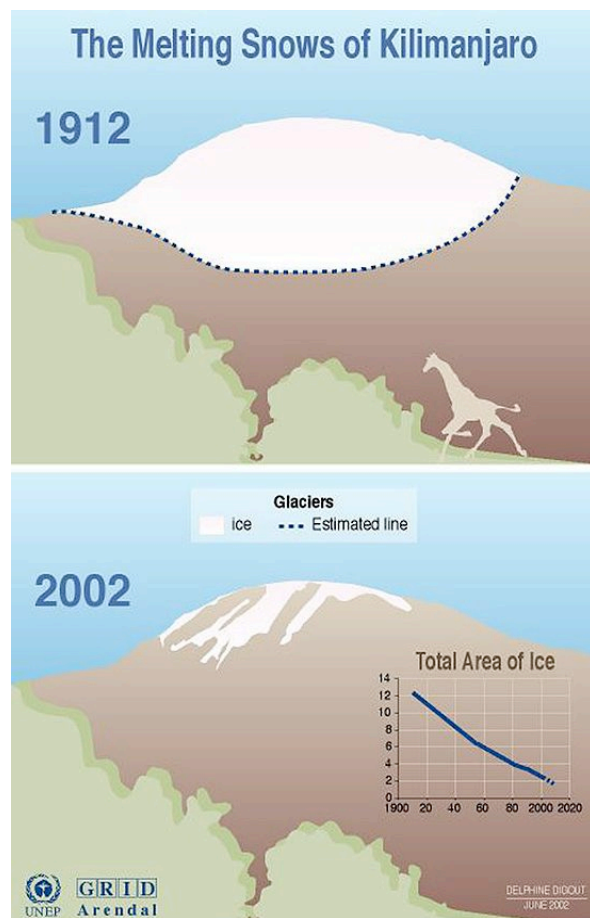 The Melting Snows of Kilimanjaro
1912
Glaciers
ice Estimated line
2002
Total Area of Ice
14
12
10
8
6
4
2
0
1900 20 40 60 80 2000 2020
UNEP
GRID
Arendal
DELPHINE DIGOUT
JUNE 2002